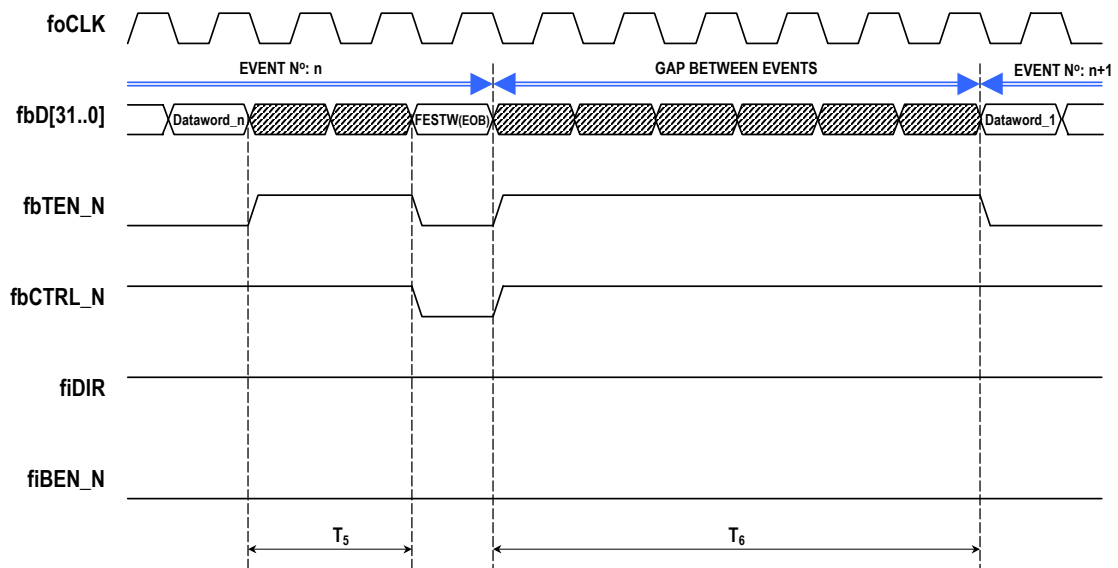 foCLK
EVENT Nº: n GAP BETWEEN EVENTS EVENT Nº: n+1
fbD[31..0] Dataword_n FESTW(EOB) Dataword_1
fbTEN_N
fbCTRL_N
fiDIR
fiBEN_N
T5 T6